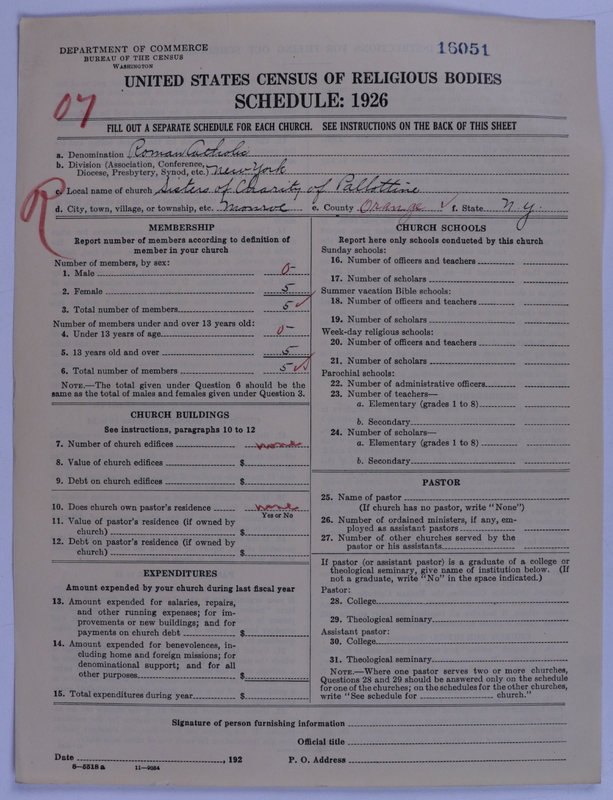 DEPARTMENT OF COMMERCE
BUREAU OF THE CENSUS
WASHINGTON
16051
UNITED STATES CENSUS OF RELIGIOUS BODIES
SCHEDULE: 1926
07
FILL OUT A SEPARATE SCHEDULE FOR EACH CHURCH. SEE INSTRUCTIONS ON THE BACK OF THIS SHEET
R
a. Denomination Roman Catholic
b. Division (Association, Conference, Diocese, Presbytery, Synod, etc.) New York
c. Local name of church Sisters of Charity of Pallottine
d. City, town, village, or township, etc. Monroe e. County Orange ✓ f. State N.Y.
MEMBERSHIP
Report number of members according to definition of
member in your church
Number of members, by sex:
1. Male 0-
2. Female 5
3. Total number of members 5 ✓
Number of members under and over 13 years old:
4. Under 13 years of age 0-
5. 13 years old and over 5
6. Total number of members 5 ✓
NOTE.—The total given under Question 6 should be the
same as the total of males and females given under Question 3.
CHURCH BUILDINGS
See instructions, paragraphs 10 to 12
7. Number of church edifices none
8. Value of church edifices $
9. Debt on church edifices $
10. Does church own pastor's residence none
Yes or No
11. Value of pastor's residence (if owned by
church) $
12. Debt on pastor's residence (if owned by
church) $
EXPENDITURES
Amount expended by your church during last fiscal year
13. Amount expended for salaries, repairs,
and other running expenses; for im-
provements or new buildings; and for
payments on church debt $
14. Amount expended for benevolences, in-
cluding home and foreign missions; for
denominational support; and for all
other purposes $
15. Total expenditures during year $
CHURCH SCHOOLS
Report here only schools conducted by this church
Sunday schools:
16. Number of officers and teachers
17. Number of scholars
Summer vacation Bible schools:
18. Number of officers and teachers
19. Number of scholars
Week-day religious schools:
20. Number of officers and teachers
21. Number of scholars
Parochial schools:
22. Number of administrative officers
23. Number of teachers—
a. Elementary (grades 1 to 8)
b. Secondary
24. Number of scholars—
a. Elementary (grades 1 to 8)
b. Secondary
PASTOR
25. Name of pastor
(If church has no pastor, write "None")
26. Number of ordained ministers, if any, em-
ployed as assistant pastors
27. Number of other churches served by the
pastor or his assistants
If pastor (or assistant pastor) is a graduate of a college or
theological seminary, give name of institution below. (If
not a graduate, write "No" in the space indicated.)
Pastor:
28. College
29. Theological seminary
Assistant pastor:
30. College
31. Theological seminary
NOTE.—Where one pastor serves two or more churches,
Questions 28 and 29 should be answered only on the schedule
for one of the churches; on the schedules for the other churches,
write "See schedule for church."
Signature of person furnishing information
Official title
Date , 192 P. O. Address
8—5518 a 11—9034